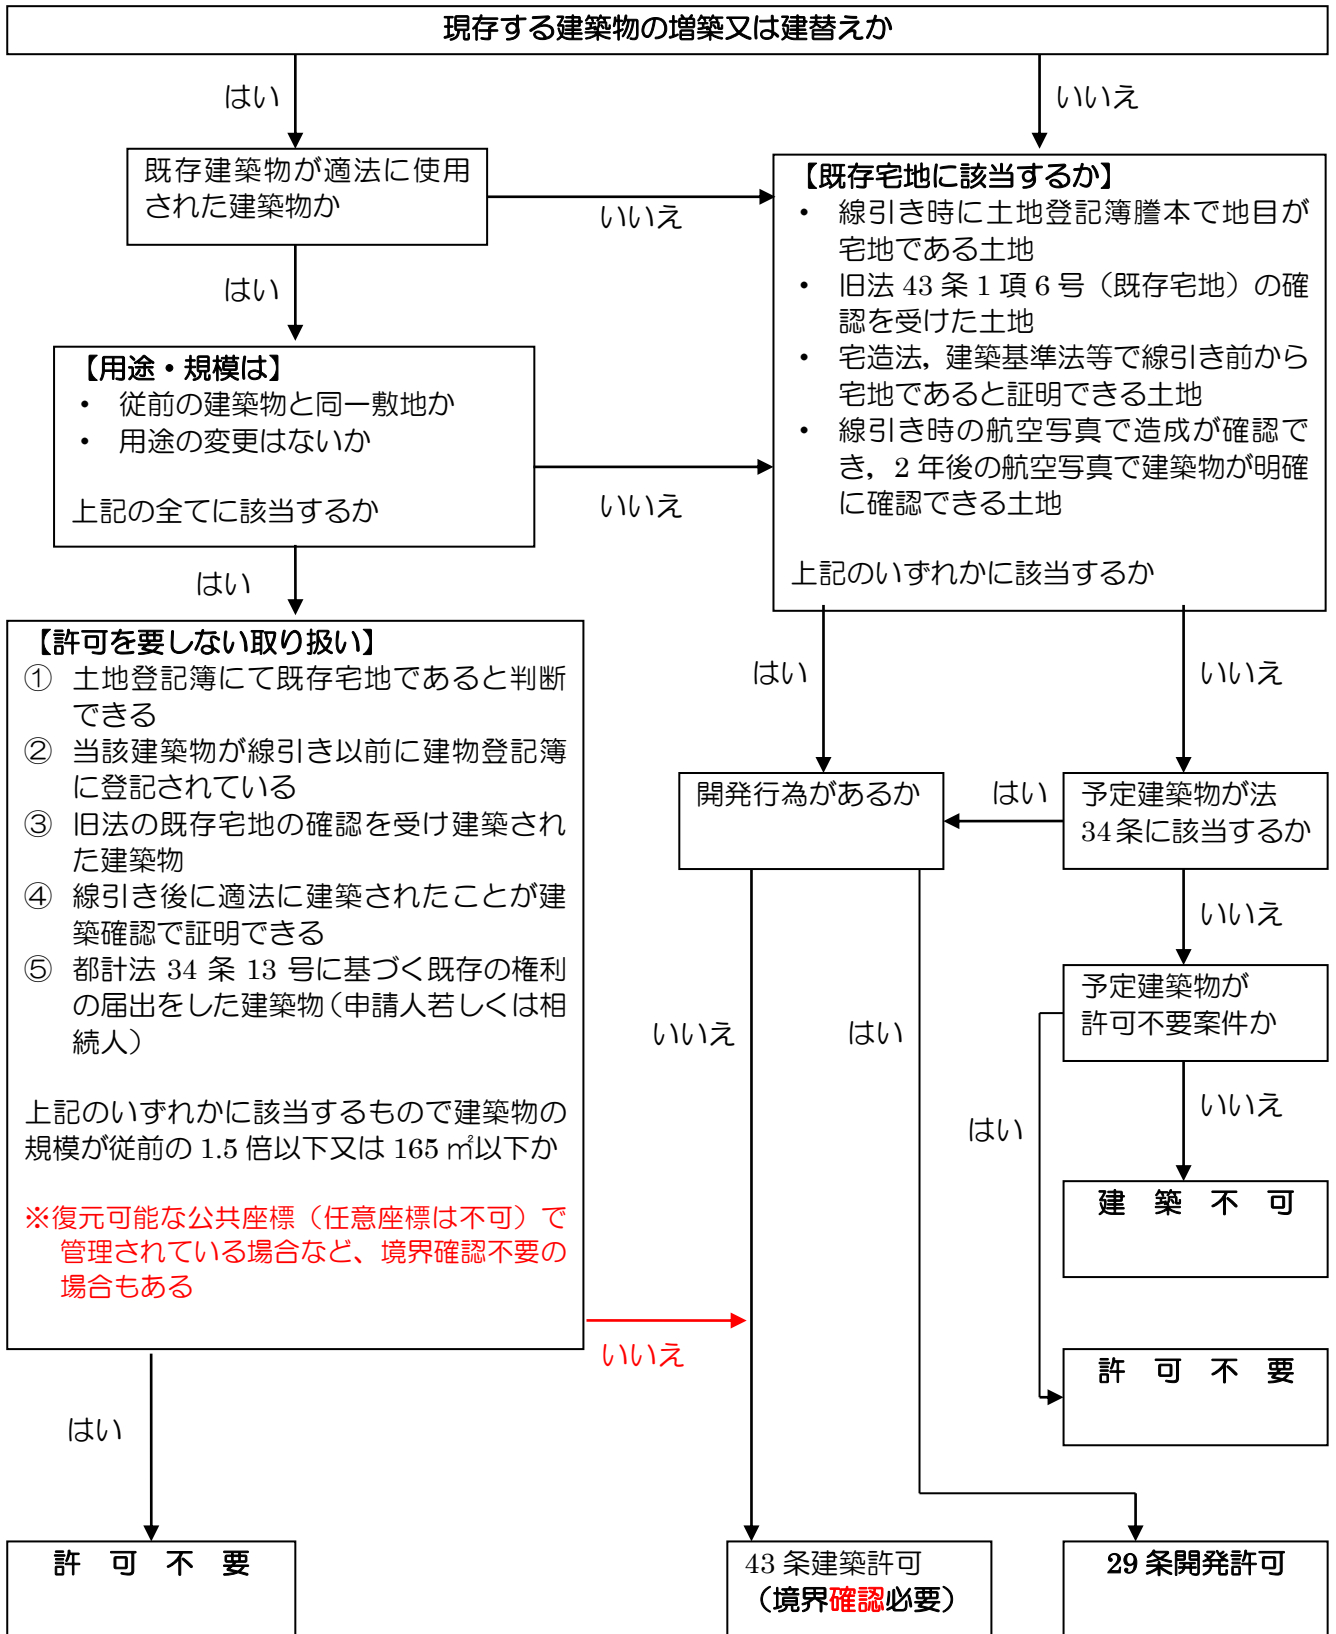 現存する建築物の増築又は建替えか
はい
いいえ
既存建築物が適法に使用
された建築物か
いいえ
はい
【既存宅地に該当するか】
・ 線引き時に土地登記簿謄本で地目が
宅地である土地
・ 旧法 43 条 1 項 6 号（既存宅地）の確
認を受けた土地
・ 宅造法，建築基準法等で線引き前から
宅地であると証明できる土地
・ 線引き時の航空写真で造成が確認で
き，2 年後の航空写真で建築物が明確
に確認できる土地
上記のいずれかに該当するか
【用途・規模は】
・ 従前の建築物と同一敷地か
・ 用途の変更はないか
上記の全てに該当するか
いいえ
はい
【許可を要しない取り扱い】
① 土地登記簿にて既存宅地であると判断
できる
② 当該建築物が線引き以前に建物登記簿
に登記されている
③ 旧法の既存宅地の確認を受け建築され
た建築物
④ 線引き後に適法に建築されたことが建
築確認で証明できる
⑤ 都計法 34 条 13 号に基づく既存の権利
の届出をした建築物（申請人若しくは相
続人）
上記のいずれかに該当するもので建築物の
規模が従前の 1.5 倍以下又は 165 ㎡以下か
※復元可能な公共座標（任意座標は不可）で
管理されている場合など、境界確認不要の
場合もある
いいえ
はい
許 可 不 要
はい
いいえ
開発行為があるか
はい
予定建築物が法
34条に該当するか
いいえ
予定建築物が
許可不要案件か
いいえ
はい
はい
いいえ
建 築 不 可
許 可 不 要
43 条建築許可
（境界確認必要）
29 条開発許可